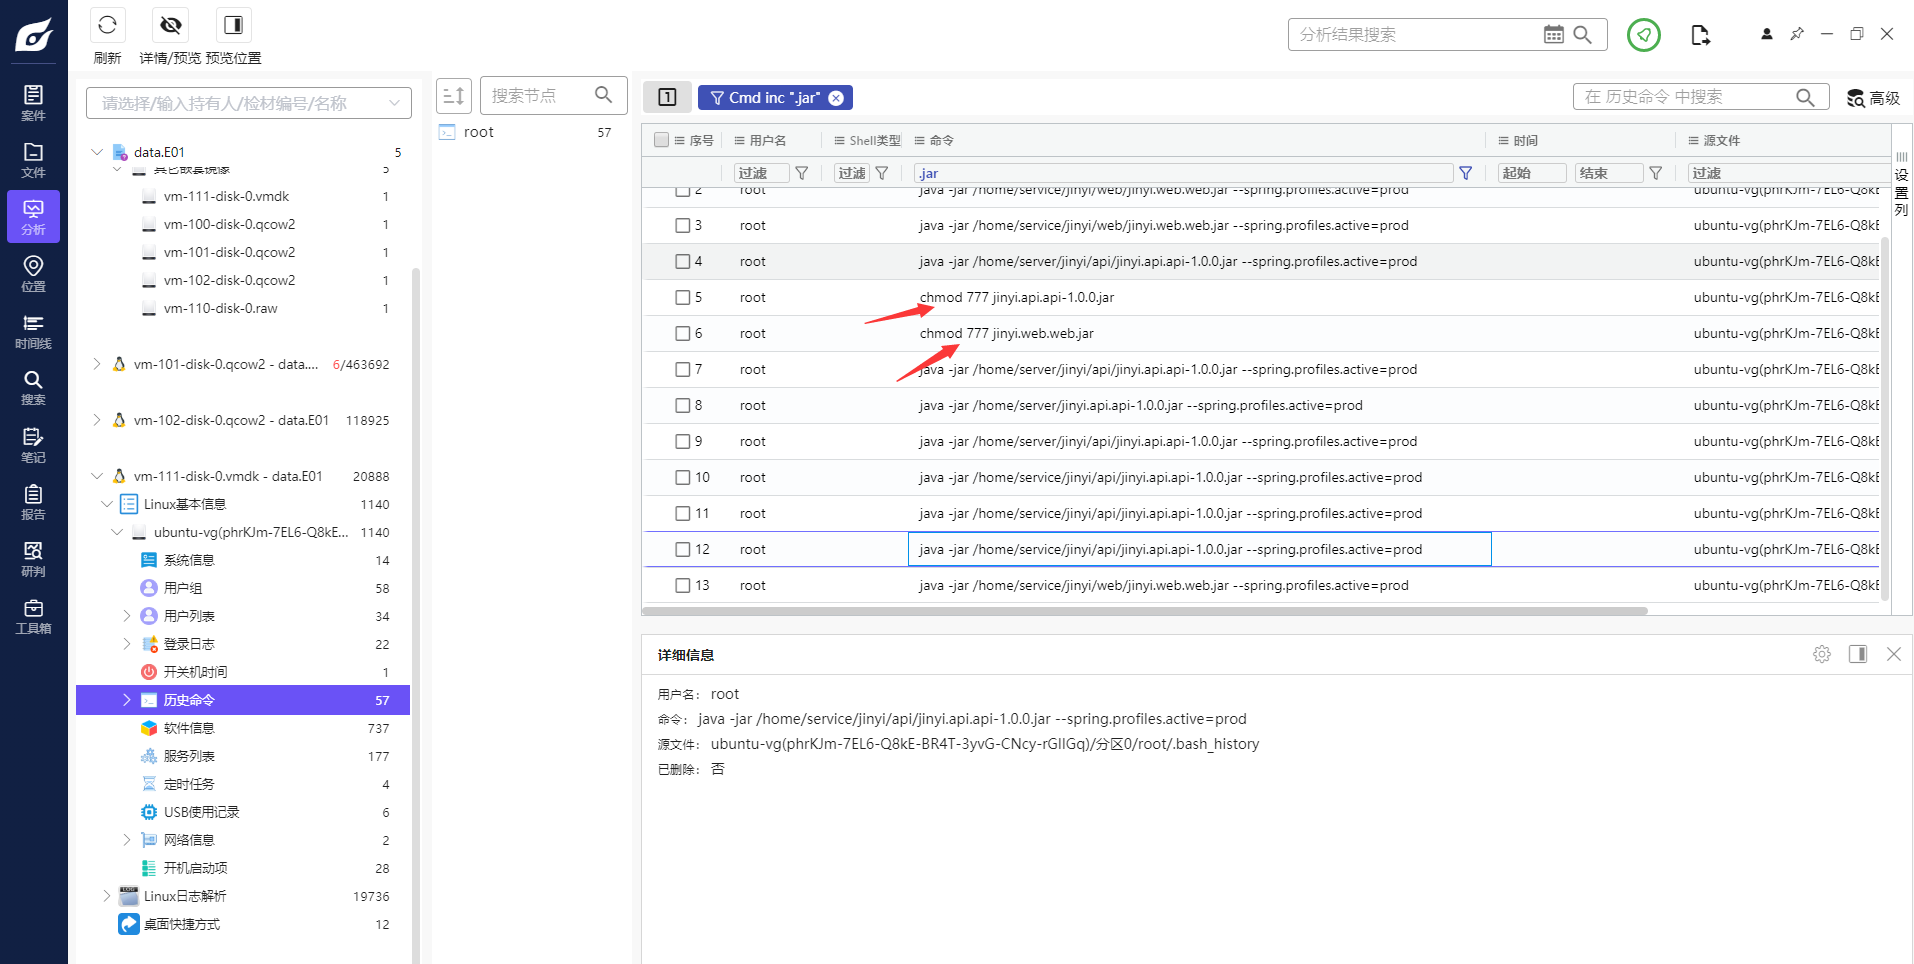 刷新
详情/预览
预览位置
分析结果搜索
案件
文件
分析
位置
时间线
搜索
笔记
报告
研判
工具箱
请选择/输入持有人/检材编号/名称
data.E01 5
其它嵌套镜像 5
vm-111-disk-0.vmdk 1
vm-100-disk-0.qcow2 1
vm-101-disk-0.qcow2 1
vm-102-disk-0.qcow2 1
vm-110-disk-0.raw 1
vm-101-disk-0.qcow2 - data.... 6/463692
vm-102-disk-0.qcow2 - data.E01 118925
vm-111-disk-0.vmdk - data.E01 20888
Linux基本信息 1140
ubuntu-vg(phrKJm-7EL6-Q8kE... 1140
系统信息 14
用户组 58
用户列表 34
登录日志 22
开关机时间 1
历史命令 57
软件信息 737
服务列表 177
定时任务 4
USB使用记录 6
网络信息 2
开机启动项 28
Linux日志解析 19736
桌面快捷方式 12
搜索节点
root 57
1
Cmd inc ".jar"
在 历史命令 中搜索
高级
序号 用户名 Shell类型 命令 时间 源文件
过滤 过滤 .jar 起始 结束 过滤
设置列
2 root java -jar /home/service/jinyi/web/jinyi.web.web.jar --spring.profiles.active=prod ubuntu-vg(phrKJm-7EL6-Q8kE
3 root java -jar /home/service/jinyi/web/jinyi.web.web.jar --spring.profiles.active=prod ubuntu-vg(phrKJm-7EL6-Q8kE
4 root java -jar /home/server/jinyi/api/jinyi.api.api-1.0.0.jar --spring.profiles.active=prod ubuntu-vg(phrKJm-7EL6-Q8kE
5 root chmod 777 jinyi.api.api-1.0.0.jar ubuntu-vg(phrKJm-7EL6-Q8kE
6 root chmod 777 jinyi.web.web.jar ubuntu-vg(phrKJm-7EL6-Q8kE
7 root java -jar /home/server/jinyi/api/jinyi.api.api-1.0.0.jar --spring.profiles.active=prod ubuntu-vg(phrKJm-7EL6-Q8kE
8 root java -jar /home/server/jinyi.api.api-1.0.0.jar --spring.profiles.active=prod ubuntu-vg(phrKJm-7EL6-Q8kE
9 root java -jar /home/server/jinyi/api/jinyi.api.api-1.0.0.jar --spring.profiles.active=prod ubuntu-vg(phrKJm-7EL6-Q8kE
10 root java -jar /home/service/jinyi/api/jinyi.api.api-1.0.0.jar --spring.profiles.active=prod ubuntu-vg(phrKJm-7EL6-Q8kE
11 root java -jar /home/service/jinyi/api/jinyi.api.api-1.0.0.jar --spring.profiles.active=prod ubuntu-vg(phrKJm-7EL6-Q8kE
12 root java -jar /home/service/jinyi/api/jinyi.api.api-1.0.0.jar --spring.profiles.active=prod ubuntu-vg(phrKJm-7EL6-Q8kE
13 root java -jar /home/service/jinyi/web/jinyi.web.web.jar --spring.profiles.active=prod ubuntu-vg(phrKJm-7EL6-Q8kE
详细信息
用户名： root
命令： java -jar /home/service/jinyi/api/jinyi.api.api-1.0.0.jar --spring.profiles.active=prod
源文件： ubuntu-vg(phrKJm-7EL6-Q8kE-BR4T-3yvG-CNcy-rGIlGq)/分区0/root/.bash_history
已删除： 否